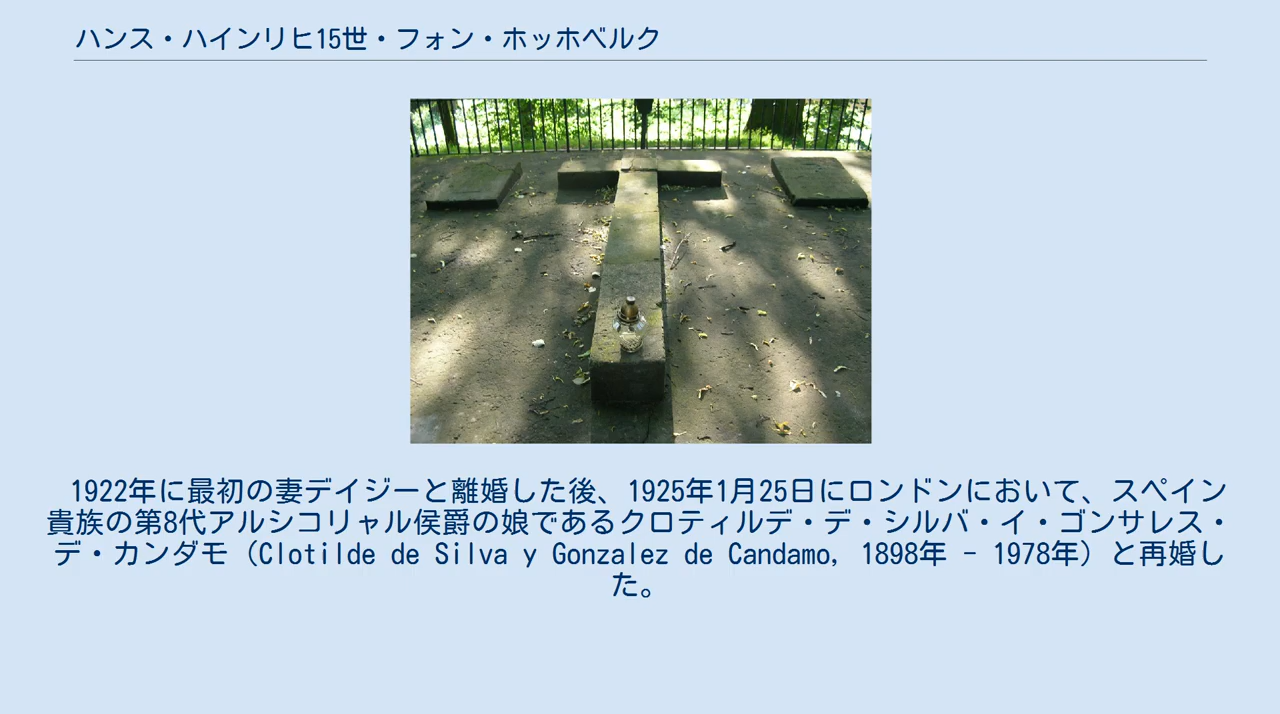 ハンス・ハインリヒ15世・フォン・ホッホベルク
1922年に最初の妻デイジーと離婚した後、1925年1月25日にロンドンにおいて、スペイン
貴族の第8代アルシコリャル侯爵の娘であるクロティルデ・デ・シルバ・イ・ゴンサレス・
デ・カンダモ（Clotilde de Silva y Gonzalez de Candamo, 1898年 - 1978年）と再婚し
た。